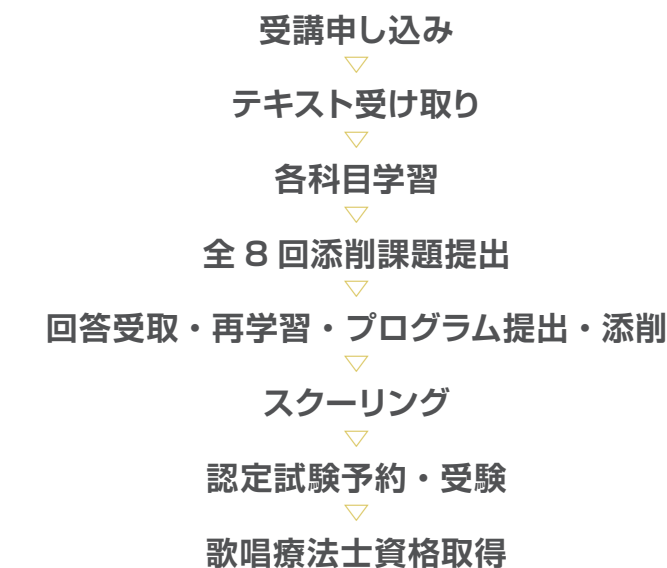 受講申し込み
▽
テキスト受け取り
▽
各科目学習
▽
全 8 回添削課題提出
▽
回答受取・再学習・プログラム提出・添削
▽
スクーリング
▽
認定試験予約・受験
▽
歌唱療法士資格取得